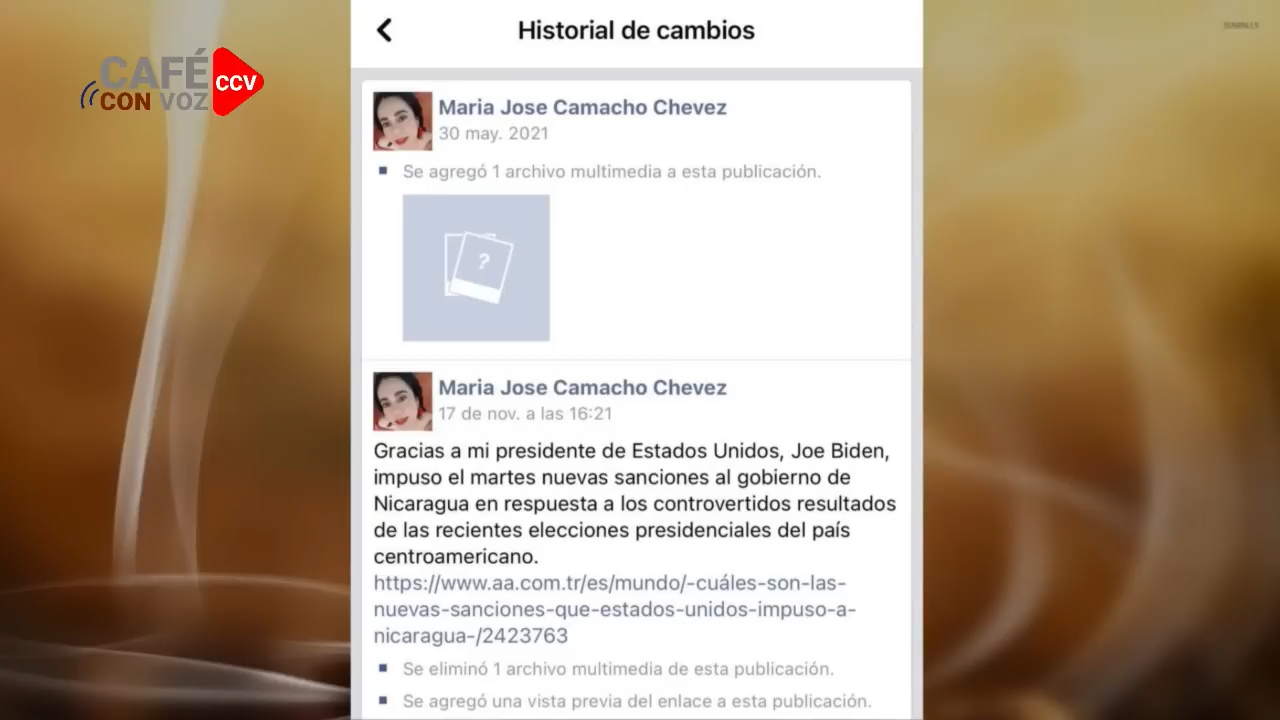 CAFÉ
CON VOZ
CCV
Historial de cambios
Maria Jose Camacho Chevez
30 may. 2021
Se agregó 1 archivo multimedia a esta publicación.
?
Maria Jose Camacho Chevez
17 de nov. a las 16:21
Gracias a mi presidente de Estados Unidos, Joe Biden,
impuso el martes nuevas sanciones al gobierno de
Nicaragua en respuesta a los controvertidos resultados
de las recientes elecciones presidenciales del país
centroamericano.
https://www.aa.com.tr/es/mundo/-cuáles-son-las-
nuevas-sanciones-que-estados-unidos-impuso-a-
nicaragua-/2423763
Se eliminó 1 archivo multimedia de esta publicación.
Se agregó una vista previa del enlace a esta publicación.